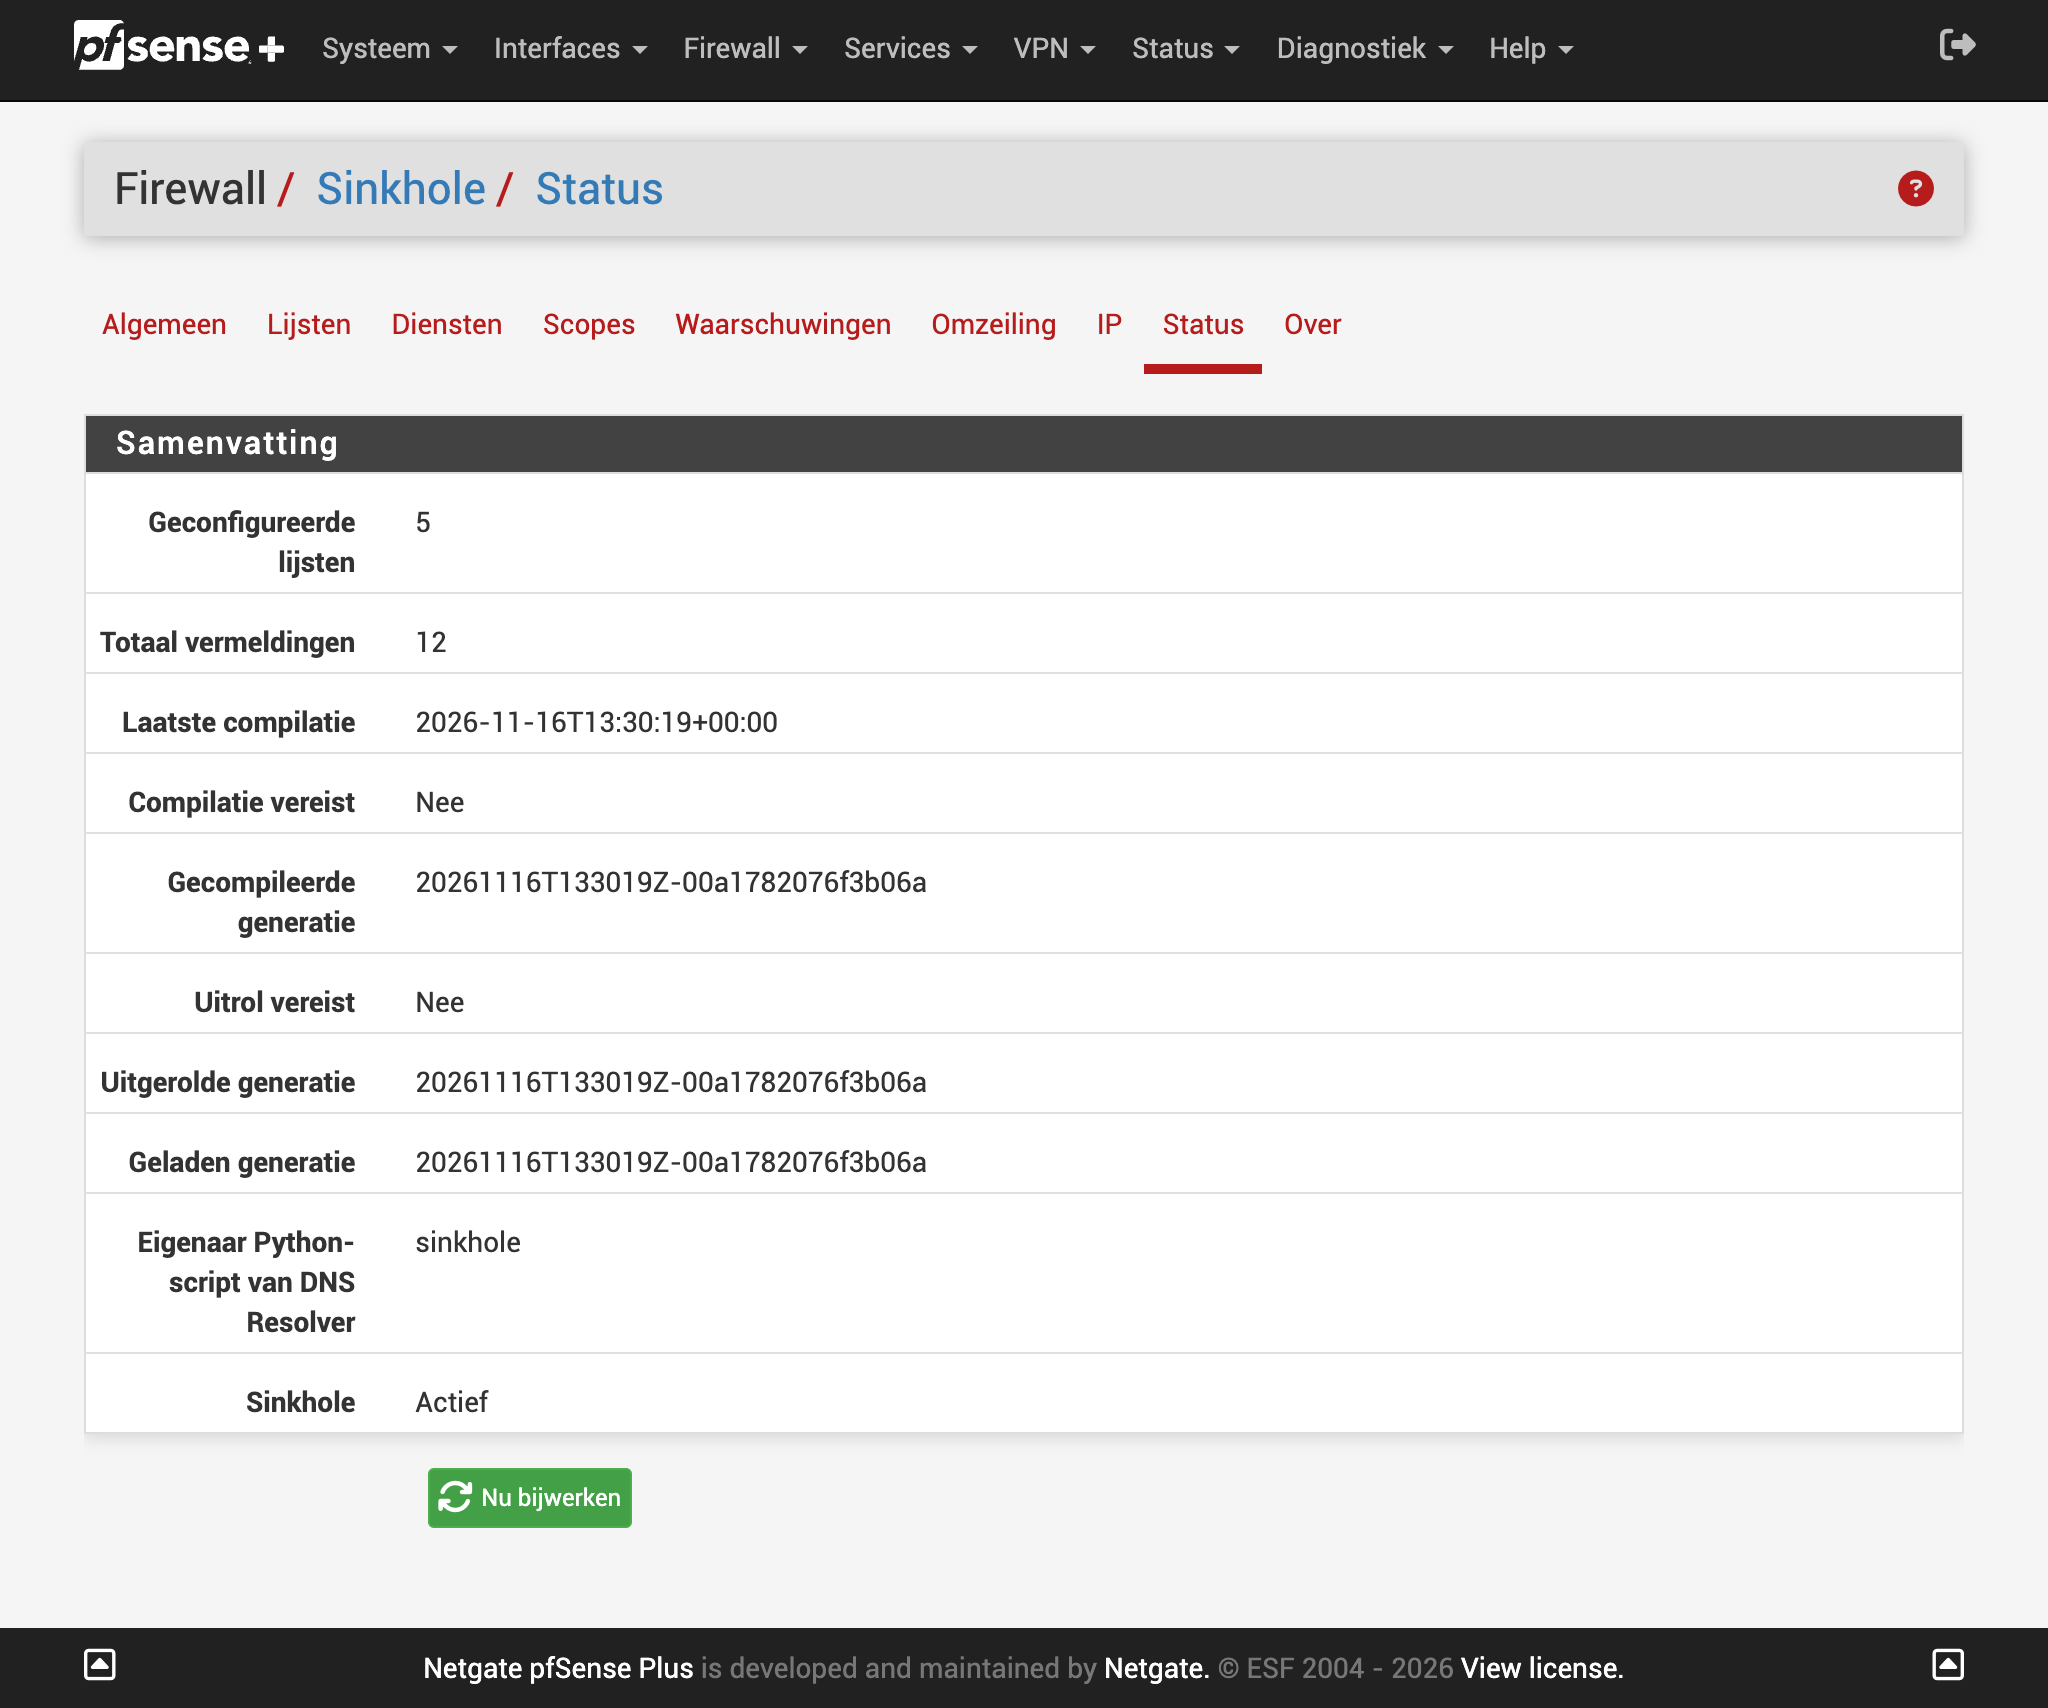 pfsense+ Systeem Interfaces Firewall Services VPN Status Diagnostiek Help
Firewall / Sinkhole / Status
Algemeen Lijsten Diensten Scopes Waarschuwingen Omzeiling IP Status Over
Samenvatting
Geconfigureerde lijsten 5
Totaal vermeldingen 12
Laatste compilatie 2026-11-16T13:30:19+00:00
Compilatie vereist Nee
Gecompileerde generatie 20261116T133019Z-00a1782076f3b06a
Uitrol vereist Nee
Uitgerolde generatie 20261116T133019Z-00a1782076f3b06a
Geladen generatie 20261116T133019Z-00a1782076f3b06a
Eigenaar Python-script van DNS Resolver sinkhole
Sinkhole Actief
Nu bijwerken
Netgate pfSense Plus is developed and maintained by Netgate. © ESF 2004 - 2026 View license.